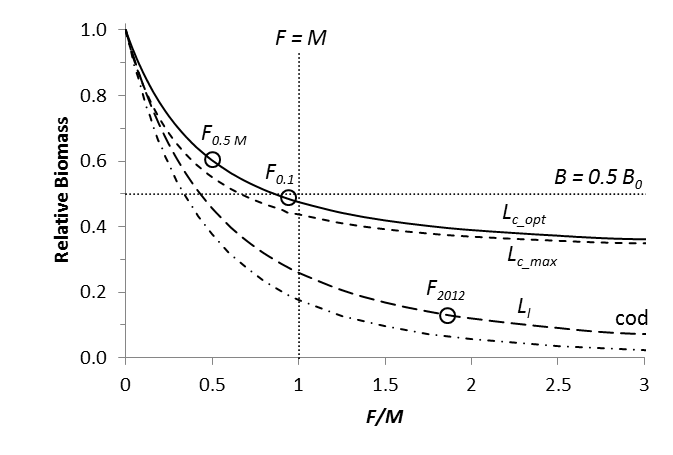 F = M
1.0
0.8
0.6
0.4
0.2
0.0
Relative Biomass
F0.5 M
F0.1
B = 0.5 B0
Lc_opt
Lc_max
F2012
Ll
cod
0 0.5 1 1.5 2 2.5 3
F/M